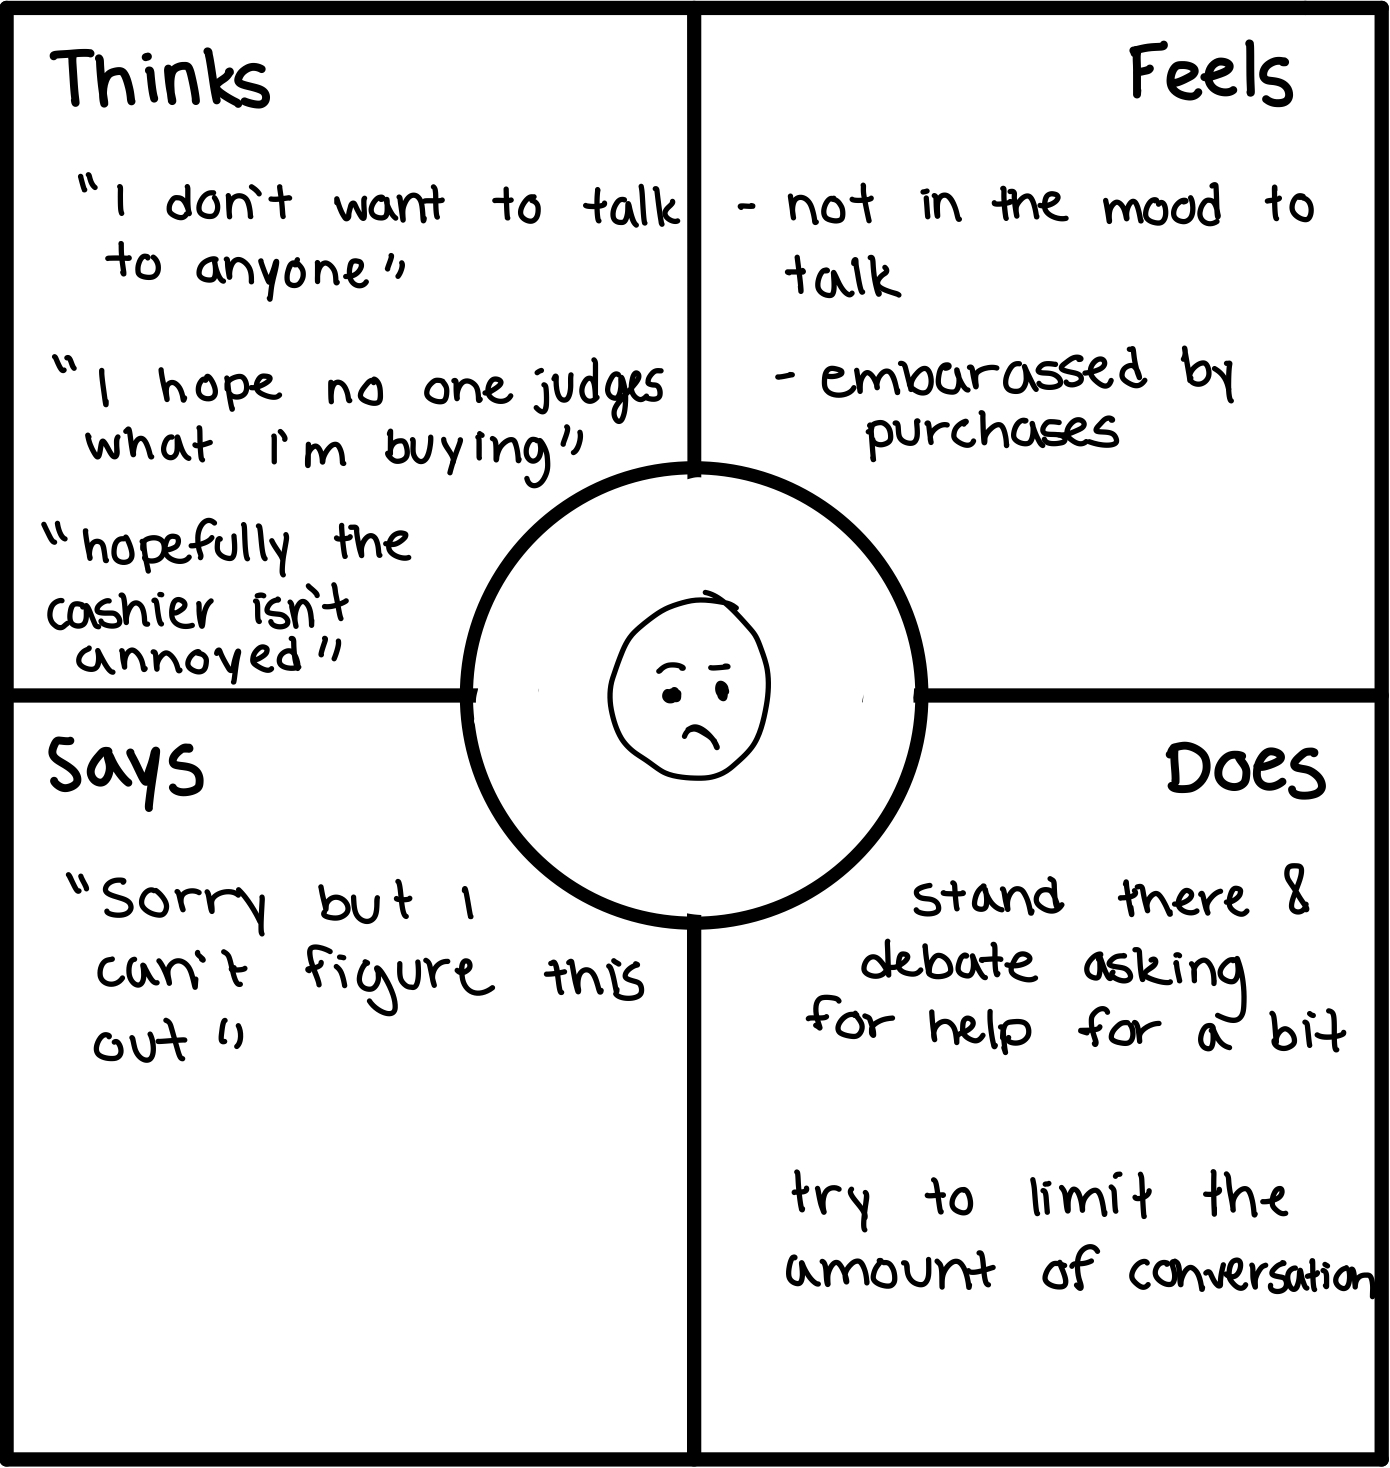 Thinks
"I don't want to talk
to anyone"
"I hope no one judges
what i'm buying"
"hopefully the
cashier isn't
annoyed"
Feels
- not in the mood to
talk
- embarassed by
purchases
Says
"Sorry but I
can't figure this
out"
Does
stand there &
debate asking
for help for a bit
try to limit the
amount of conversation